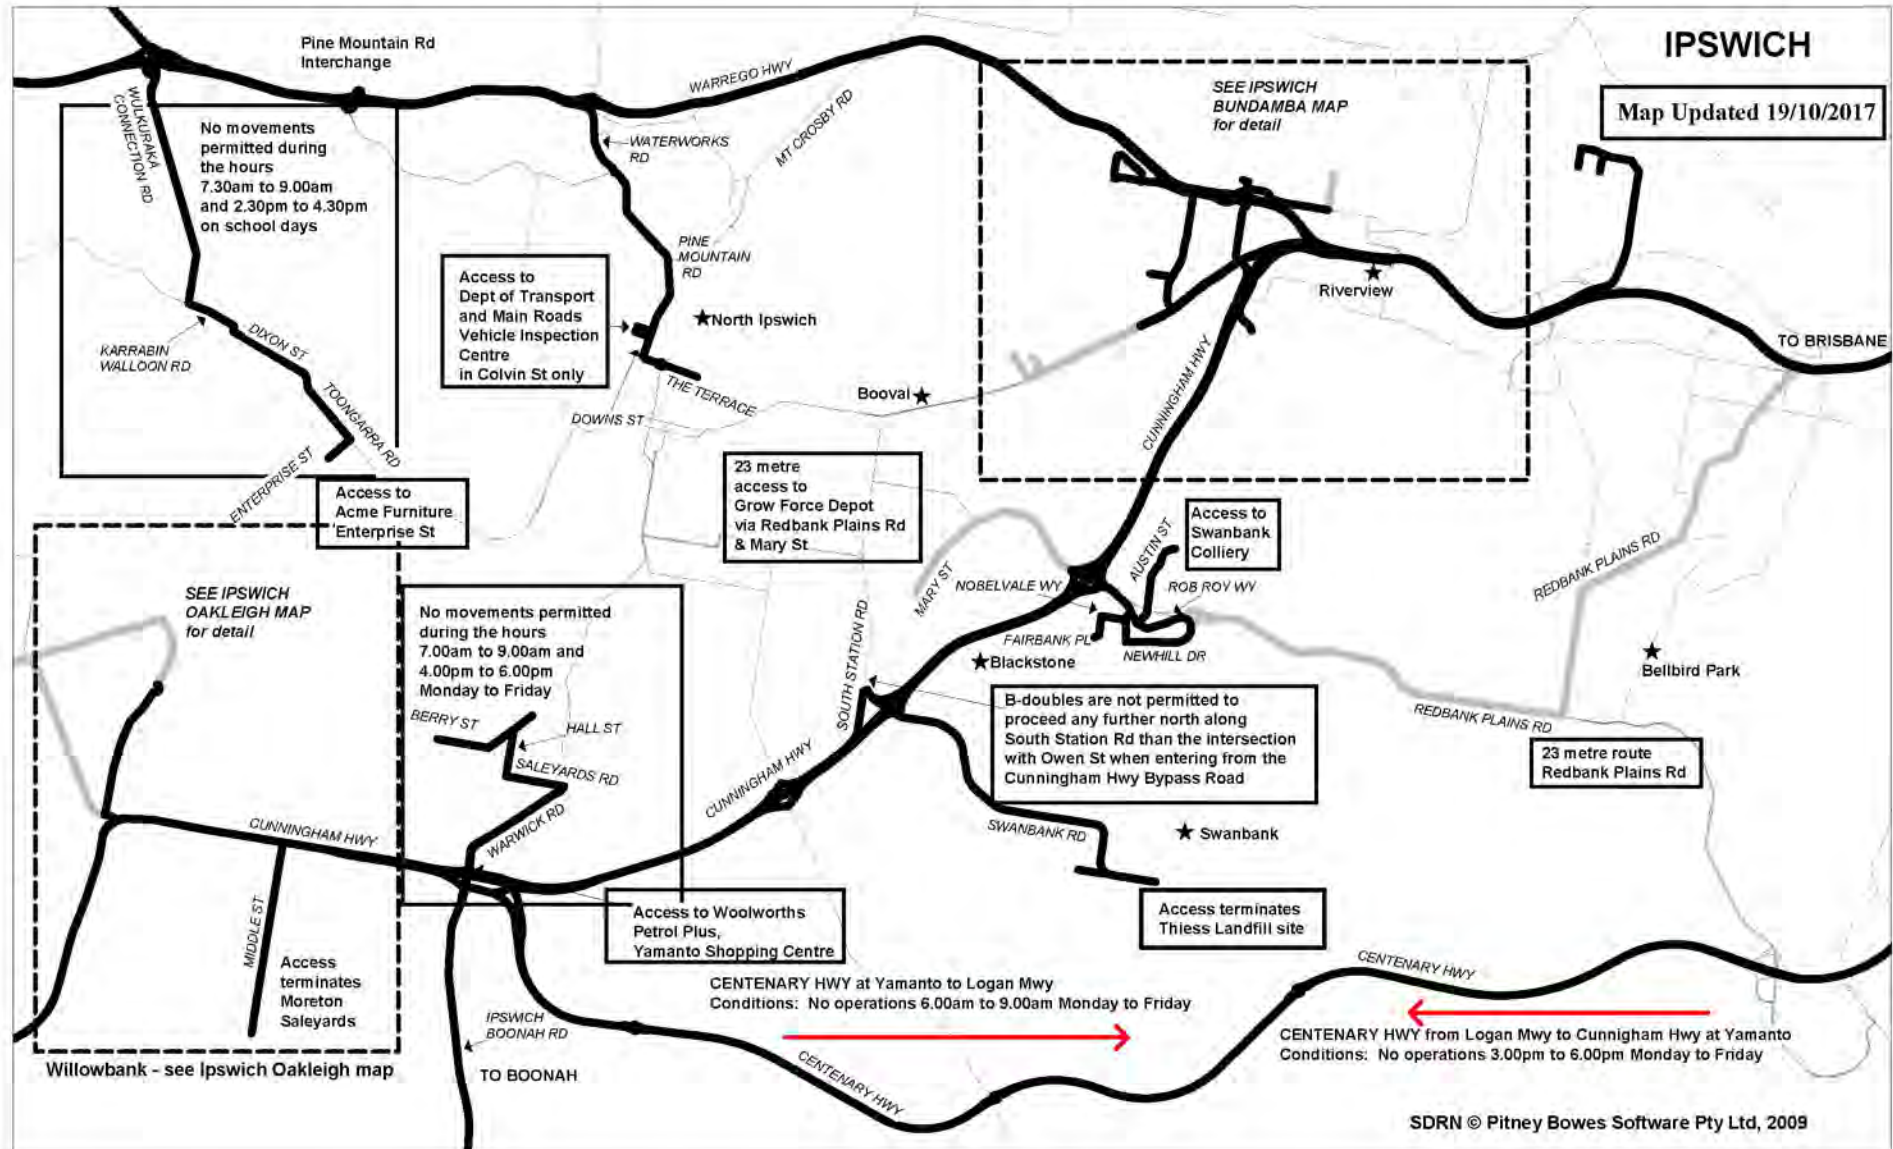 IPSWICH
Map Updated 19/10/2017
Pine Mountain Rd
Interchange
WARREGO HWY
MT CROSBY RD
WULKURAKA
CONNECTION RD
No movements
permitted during
the hours
7.30am to 9.00am
and 2.30pm to 4.30pm
on school days
WATERWORKS
RD
PINE
MOUNTAIN
RD
SEE IPSWICH
BUNDAMBA MAP
for detail
Access to
Dept of Transport
and Main Roads
Vehicle Inspection
Centre
in Colvin St only
North Ipswich
Riverview
TO BRISBANE
KARRABIN
WALLOON RD
DIXON ST
TOONGARRA RD
ENTERPRISE ST
THE TERRACE
DOWNS ST
Booval
CUNNINGHAM HWY
Access to
Acme Furniture
Enterprise St
23 metre
access to
Grow Force Depot
via Redbank Plains Rd
& Mary St
Access to
Swanbank
Colliery
AUSTIN ST
MARY ST
NOBELVALE WY
ROB ROY WY
FAIRBANK PL
NEWHILL DR
REDBANK PLAINS RD
Blackstone
Bellbird Park
SEE IPSWICH
OAKLEIGH MAP
for detail
No movements permitted
during the hours
7.00am to 9.00am and
4.00pm to 6.00pm
Monday to Friday
BERRY ST
HALL ST
SALEYARDS RD
WARWICK RD
SOUTH STATION RD
B-doubles are not permitted to
proceed any further north along
South Station Rd than the intersection
with Owen St when entering from the
Cunningham Hwy Bypass Road
REDBANK PLAINS RD
23 metre route
Redbank Plains Rd
CUNNINGHAM HWY
CUNNINGHAM HWY
SWANBANK RD
Swanbank
MIDDLE ST
Access
terminates
Moreton
Saleyards
Access to Woolworths
Petrol Plus,
Yamanto Shopping Centre
Access terminates
Thiess Landfill site
CENTENARY HWY at Yamanto to Logan Mwy
Conditions: No operations 6.00am to 9.00am Monday to Friday
CENTENARY HWY
CENTENARY HWY from Logan Mwy to Cunnigham Hwy at Yamanto
Conditions: No operations 3.00pm to 6.00pm Monday to Friday
IPSWICH
BOONAH RD
TO BOONAH
CENTENARY HWY
Willowbank - see Ipswich Oakleigh map
SDRN © Pitney Bowes Software Pty Ltd, 2009